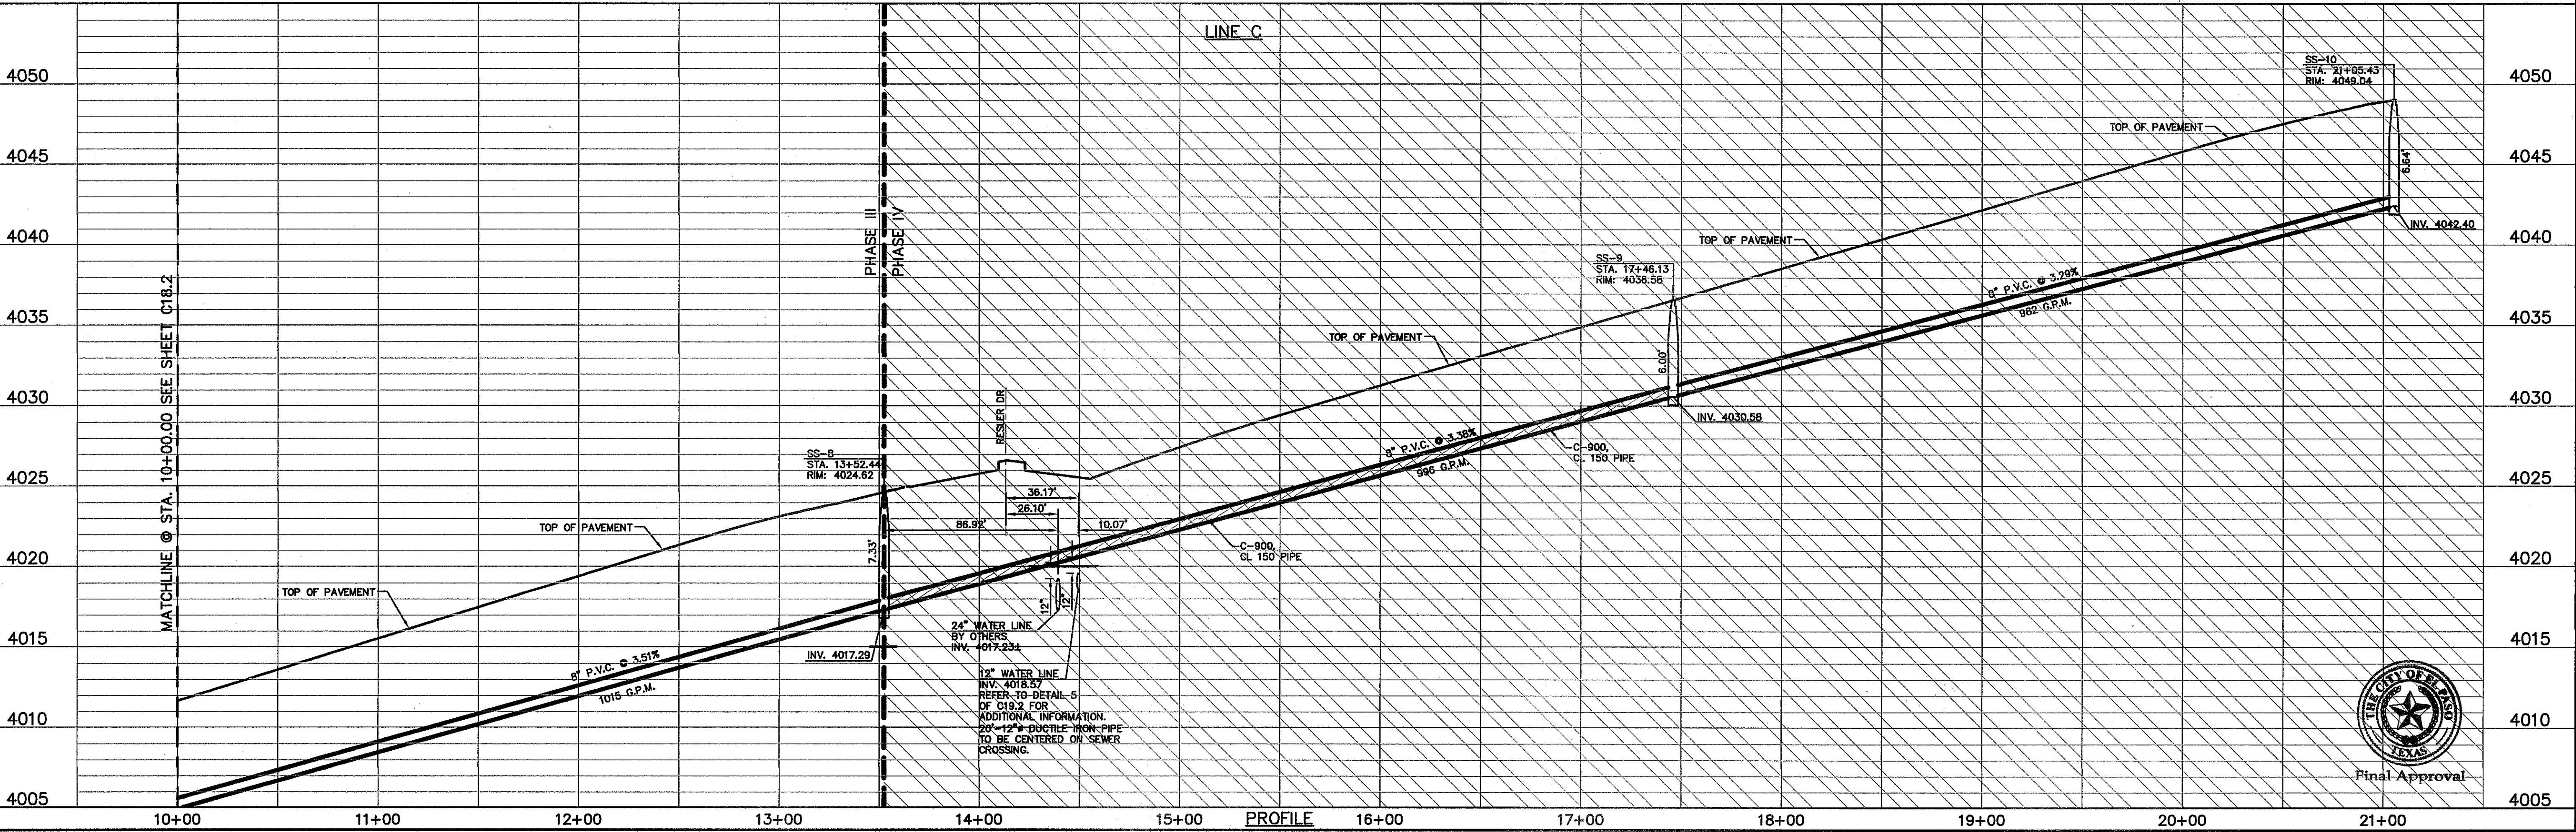 LINE C
4050
4045
4040
4035
4030
4025
4020
4015
4010
4005
MATCHLINE @ STA. 10+00.00 SEE SHEET C18.2
TOP OF PAVEMENT
8" P.V.C. @ 3.51%
1015 G.P.M.
TOP OF PAVEMENT
PHASE III
PHASE IV
SS-8
STA. 13+52.44
RIM: 4024.62
7.33'
INV. 4017.29
RESLER DR
36.17'
26.10'
86.92'
10.07'
12"
12"
24" WATER LINE
BY OTHERS
INV. 4017.23±
12" WATER LINE
INV. 4018.57
REFER TO DETAIL 5
OF C19.2 FOR
ADDITIONAL INFORMATION.
20'-12"ø DUCTILE IRON PIPE
TO BE CENTERED ON SEWER
CROSSING.
C-900,
CL 150 PIPE
8" P.V.C. @ 3.38%
996 G.P.M.
C-900,
CL 150 PIPE
TOP OF PAVEMENT
SS-9
STA. 17+46.13
RIM: 4036.58
6.00'
INV. 4030.58
TOP OF PAVEMENT
8" P.V.C. @ 3.29%
982 G.P.M.
TOP OF PAVEMENT
SS-10
STA. 21+05.43
RIM: 4049.04
6.64'
INV. 4042.40
4050
4045
4040
4035
4030
4025
4020
4015
4010
4005
THE CITY OF EL PASO
TEXAS
Final Approval
10+00
11+00
12+00
13+00
14+00
15+00
PROFILE
16+00
17+00
18+00
19+00
20+00
21+00